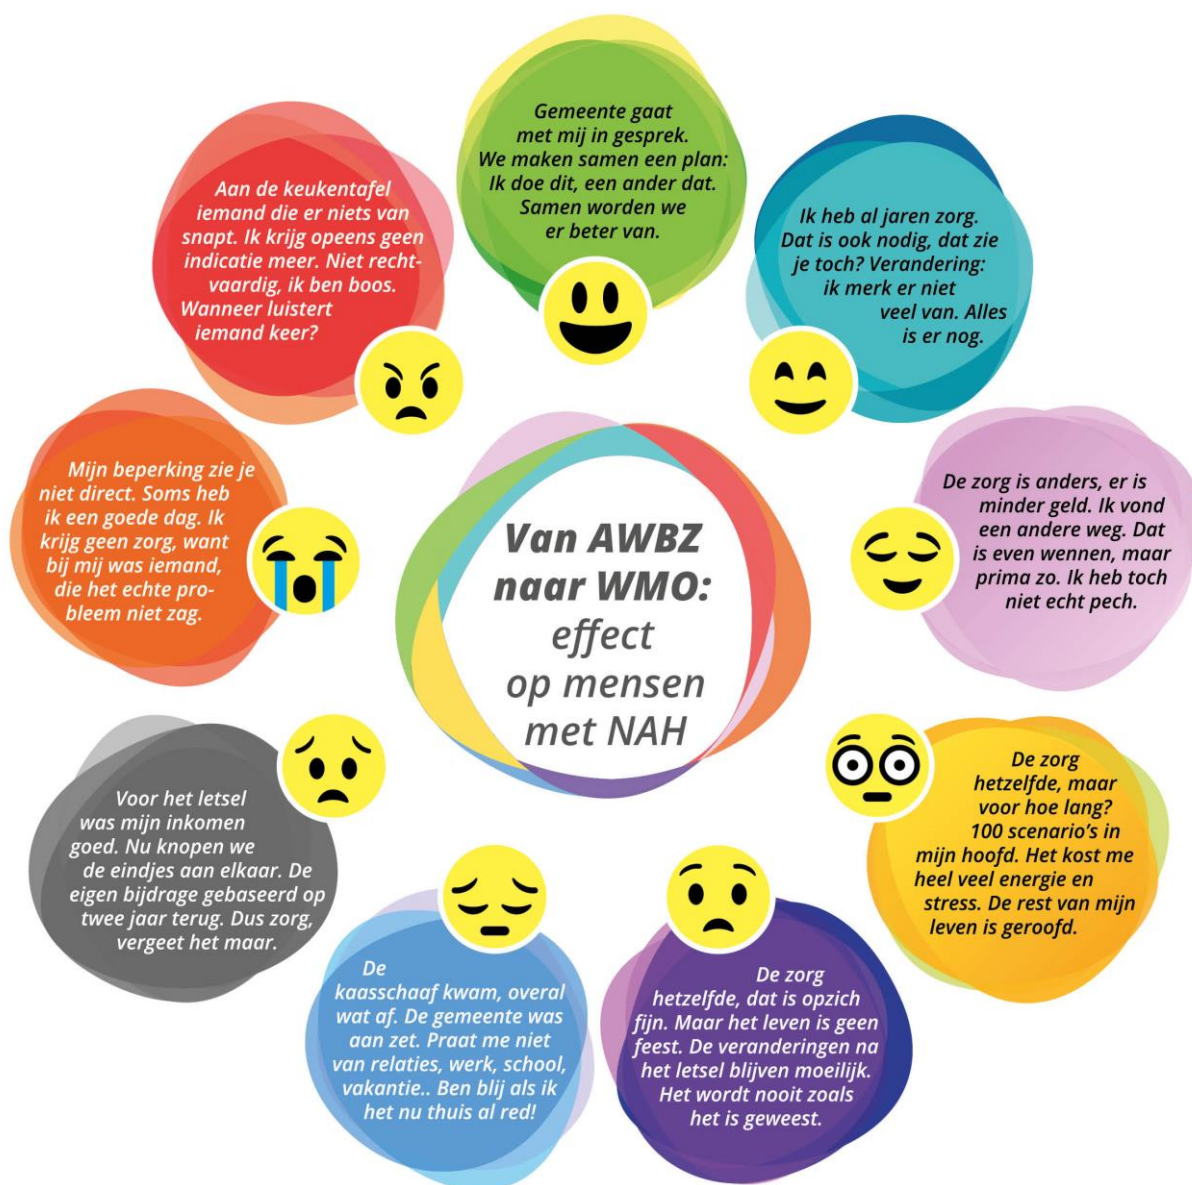 Gemeente gaat
met mij in gesprek.
We maken samen een plan:
Ik doe dit, een ander dat.
Samen worden we
er beter van.
Ik heb al jaren zorg.
Dat is ook nodig, dat zie
je toch? Verandering:
ik merk er niet
veel van. Alles
is er nog.
De zorg is anders, er is
minder geld. Ik vond
een andere weg. Dat
is even wennen, maar
prima zo. Ik heb toch
niet echt pech.
De zorg
hetzelfde, maar
voor hoe lang?
100 scenario's in
mijn hoofd. Het kost me
heel veel energie en
stress. De rest van mijn
leven is geroofd.
De zorg
hetzelfde, dat is opzich
fijn. Maar het leven is geen
feest. De veranderingen na
het letsel blijven moeilijk.
Het wordt nooit zoals
het is geweest.
De
kaasschaaf kwam, overal
wat af. De gemeente was
aan zet. Praat me niet
van relaties, werk, school,
vakantie.. Ben blij als ik
het nu thuis al red!
Voor het letsel
was mijn inkomen
goed. Nu knopen we
de eindjes aan elkaar. De
eigen bijdrage gebaseerd op
twee jaar terug. Dus zorg,
vergeet het maar.
Mijn beperking zie je
niet direct. Soms heb
ik een goede dag. Ik
krijg geen zorg, want
bij mij was iemand,
die het echte pro-
bleem niet zag.
Aan de keukentafel
iemand die er niets van
snapt. Ik krijg opeens geen
indicatie meer. Niet recht-
vaardig, ik ben boos.
Wanneer luistert
iemand keer?
Van AWBZ
naar WMO:
effect
op mensen
met NAH